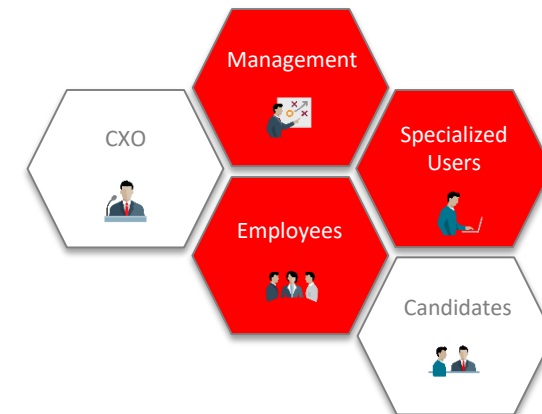 Management
CXO
Specialized
Users
Employees
Candidates